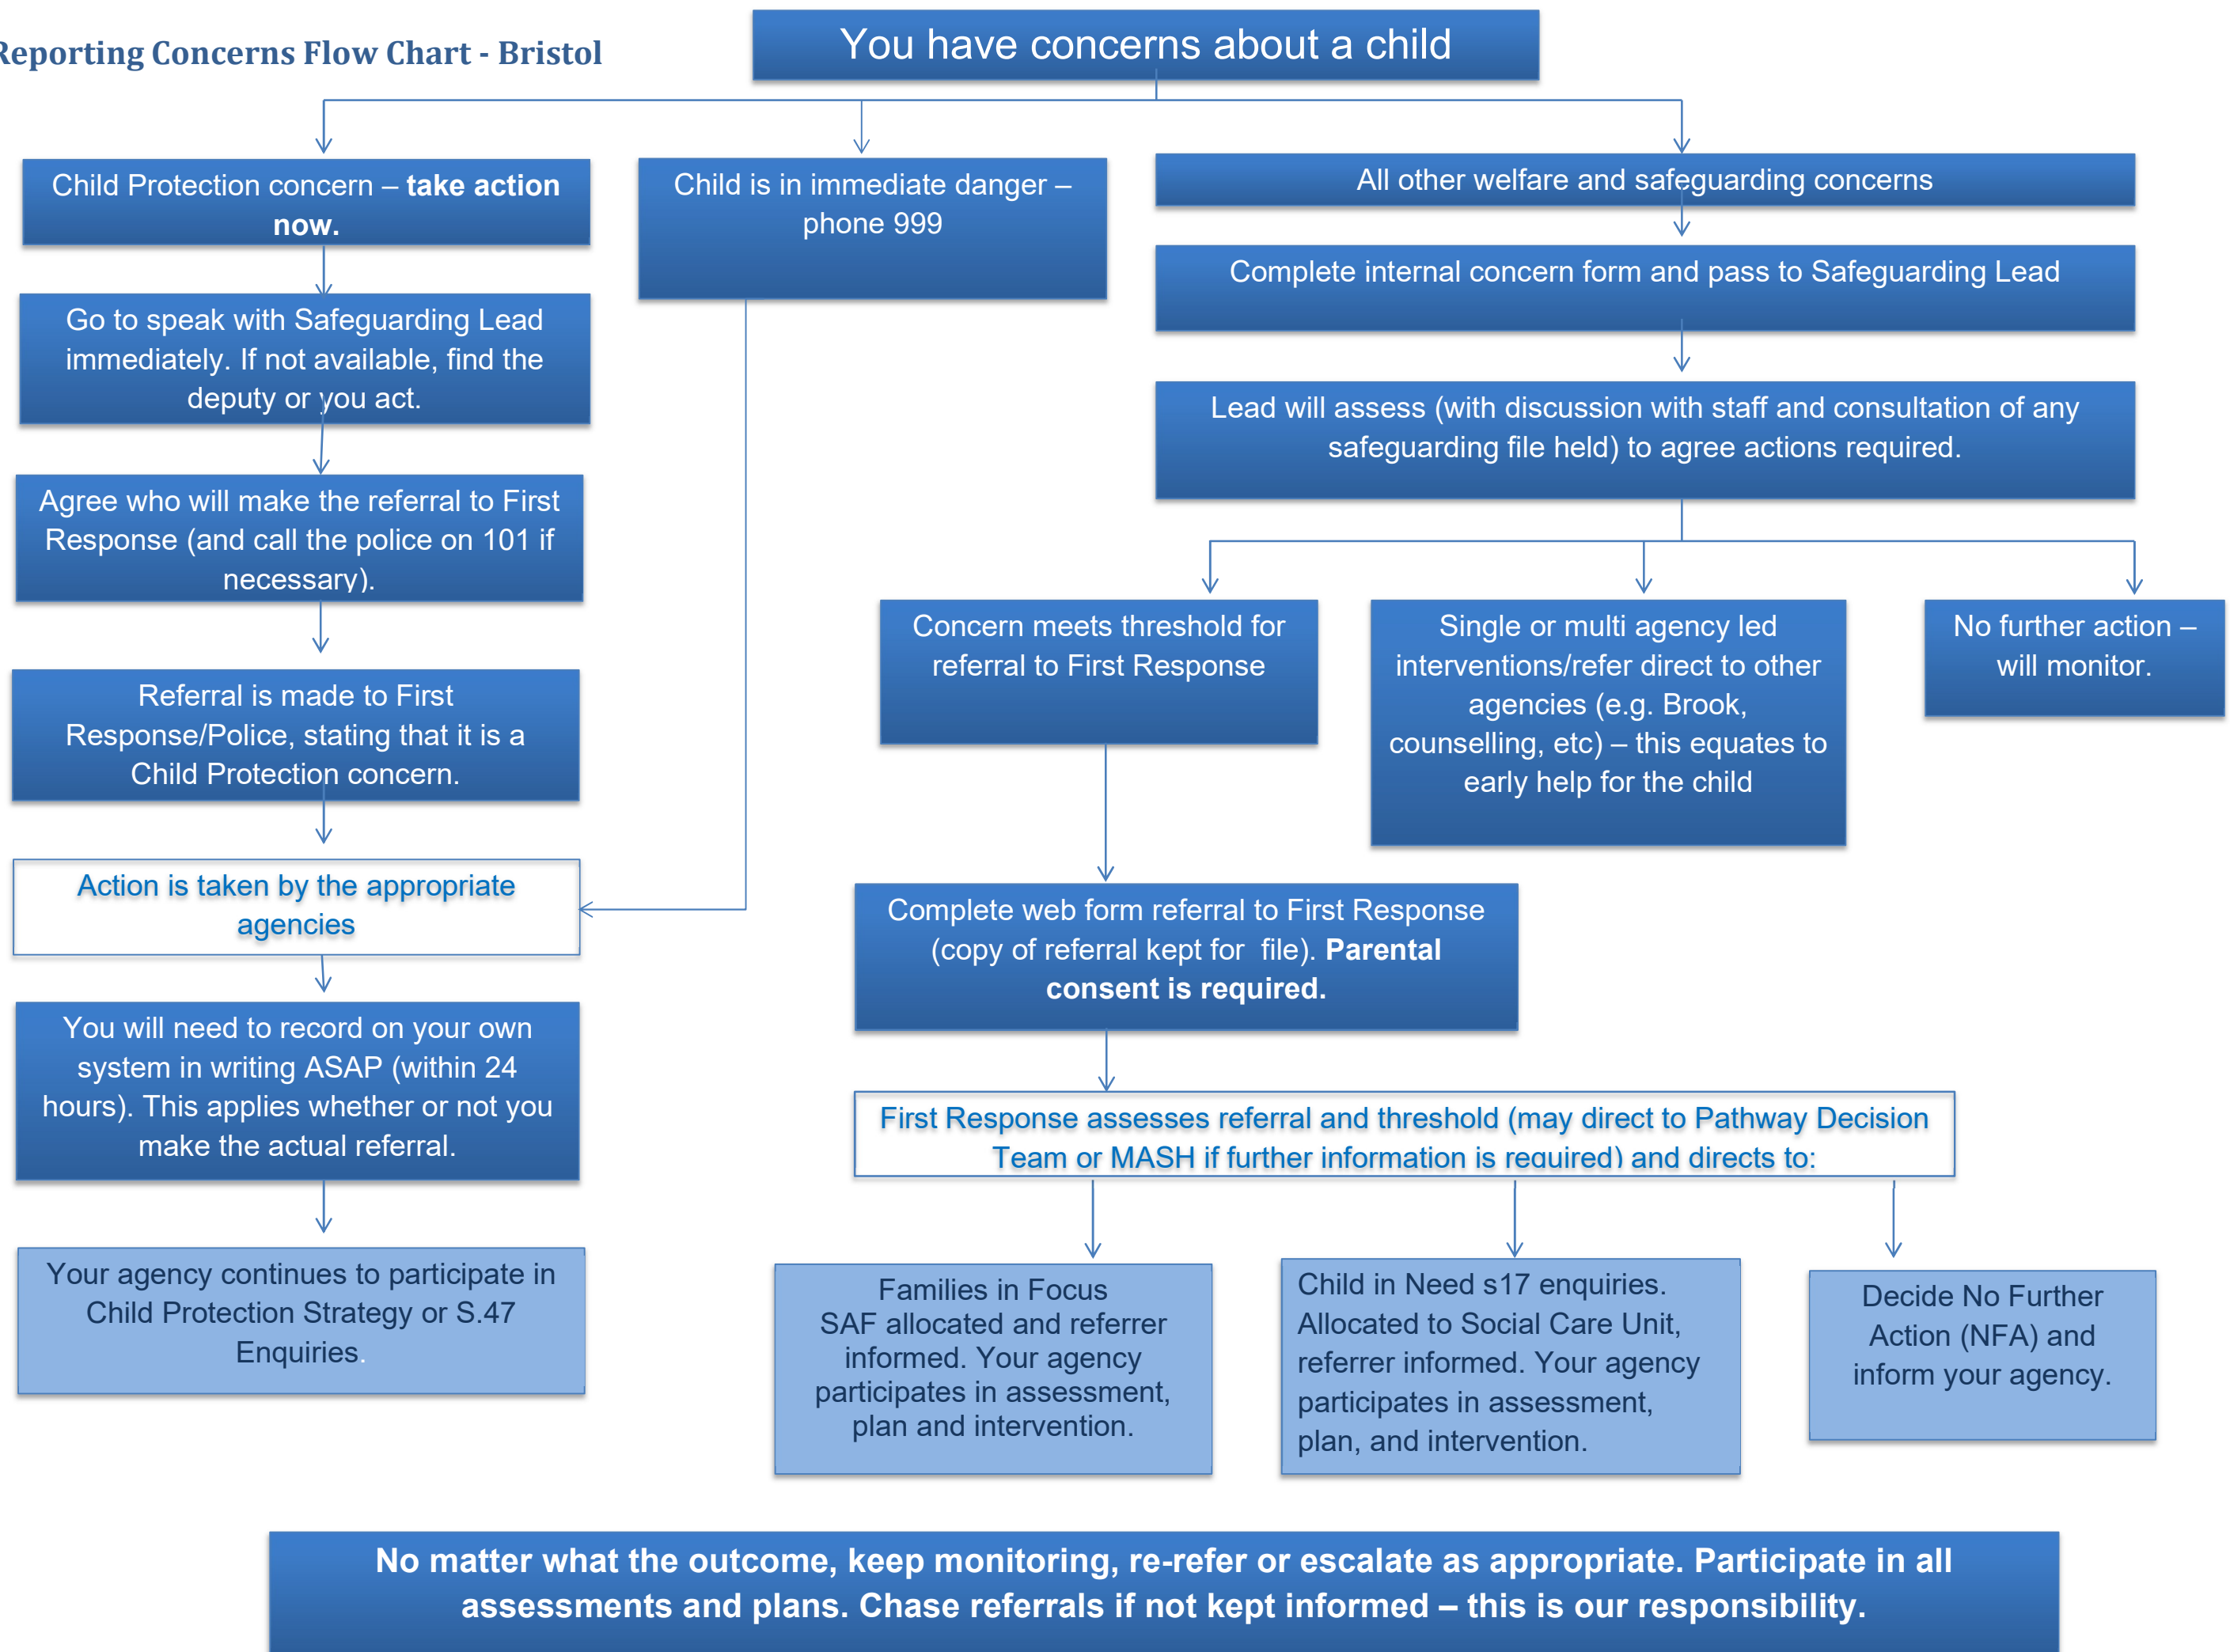 Reporting Concerns Flow Chart - Bristol
You have concerns about a child
Child Protection concern – take action
now.
Go to speak with Safeguarding Lead
immediately. If not available, find the
deputy or you act.
Agree who will make the referral to First
Response (and call the police on 101 if
necessary).
Referral is made to First
Response/Police, stating that it is a
Child Protection concern.
Action is taken by the appropriate
agencies
You will need to record on your own
system in writing ASAP (within 24
hours). This applies whether or not you
make the actual referral.
Your agency continues to participate in
Child Protection Strategy or S.47
Enquiries.
Child is in immediate danger –
phone 999
All other welfare and safeguarding concerns
Complete internal concern form and pass to Safeguarding Lead
Lead will assess (with discussion with staff and consultation of any
safeguarding file held) to agree actions required.
Concern meets threshold for
referral to First Response
Single or multi agency led
interventions/refer direct to other
agencies (e.g. Brook,
counselling, etc) – this equates to
early help for the child
No further action –
will monitor.
Complete web form referral to First Response
(copy of referral kept for file). Parental
consent is required.
First Response assesses referral and threshold (may direct to Pathway Decision
Team or MASH if further information is required) and directs to:
Families in Focus
SAF allocated and referrer
informed. Your agency
participates in assessment,
plan and intervention.
Child in Need s17 enquiries.
Allocated to Social Care Unit,
referrer informed. Your agency
participates in assessment,
plan, and intervention.
Decide No Further
Action (NFA) and
inform your agency.
No matter what the outcome, keep monitoring, re-refer or escalate as appropriate. Participate in all
assessments and plans. Chase referrals if not kept informed – this is our responsibility.